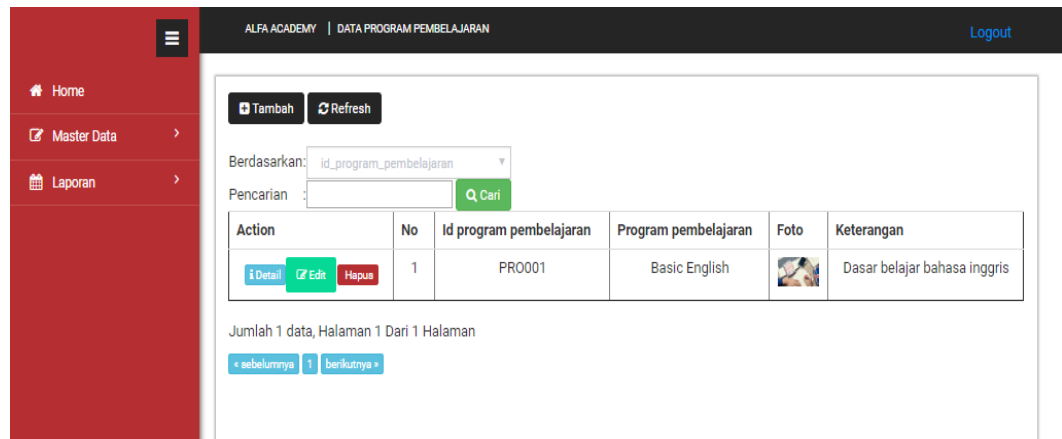 ALFA ACADEMY | DATA PROGRAM PEMBELAJARAN
Logout
Home
Master Data
Laporan
Tambah Refresh
Berdasarkan: id_program_pembelajaran
Pencarian : Cari
Action No Id program pembelajaran Program pembelajaran Foto Keterangan
Detail Edit Hapus 1 PRO001 Basic English Dasar belajar bahasa inggris
Jumlah 1 data, Halaman 1 Dari 1 Halaman
« sebelumnya 1 berikutnya »